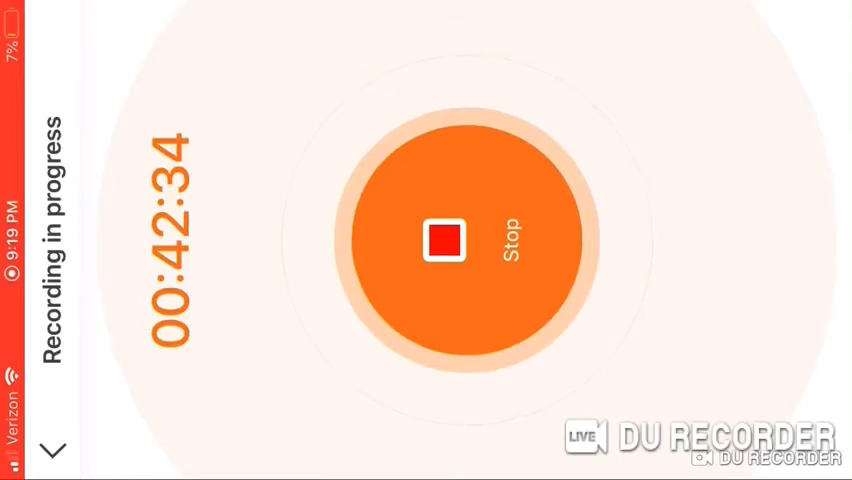 Verizon 9:19 PM 7%
Recording in progress
00:42:34
Stop
LIVE DU RECORDER
DU RECORDER